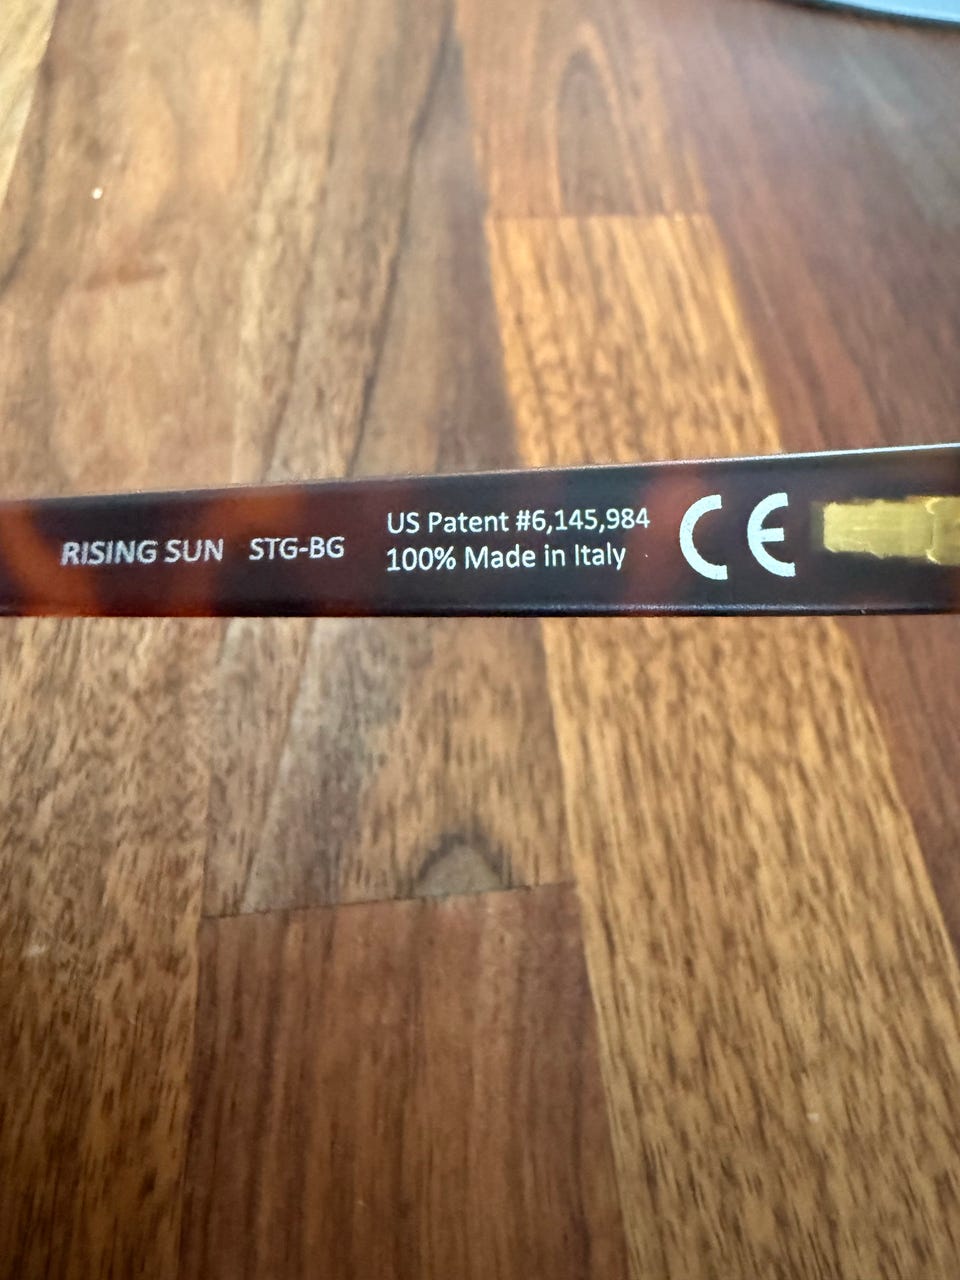 RISING SUN STG-BG
US Patent #6,145,984
100% Made in Italy
CE